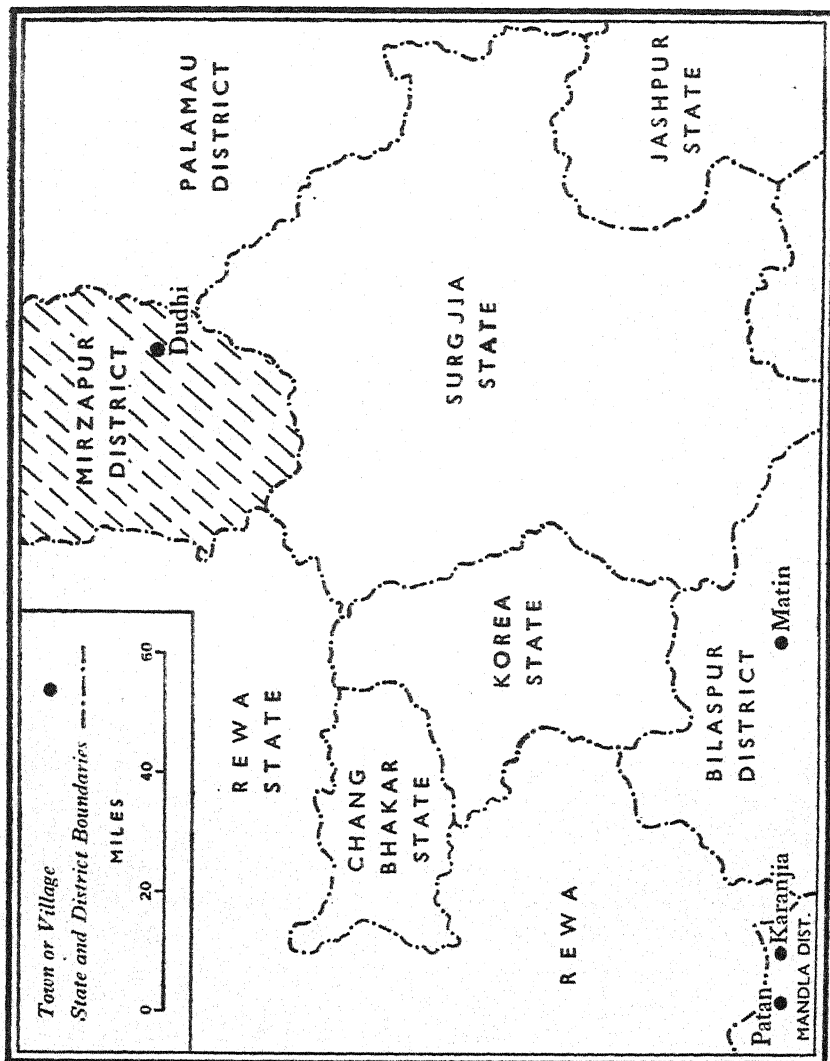 Town or Village
State and District Boundaries
MILES
0 20 40 60
REWA
STATE
MIRZAPUR
DISTRICT
Dudhi
PALAMAU
DISTRICT
CHANG
BHAKAR
STATE
KOREA
STATE
SURGJIA
STATE
JASHPUR
STATE
REWA
BILASPUR
DISTRICT
Matin
Patan
Karanjia
MANDLA DIST.